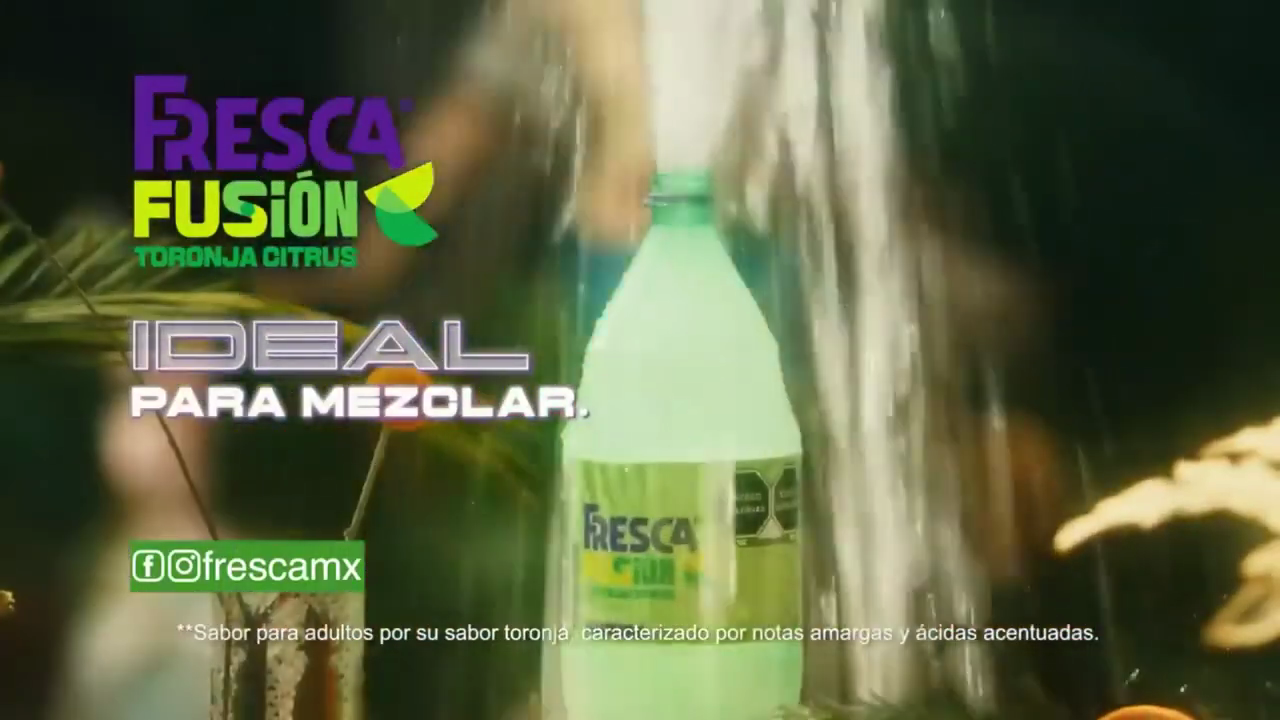 FRESCA
FUSIÓN
TORONJA CITRUS
IDEAL
PARA MEZCLAR.
frescamx
**Sabor para adultos por su sabor toronja caracterizado por notas amargas y ácidas acentuadas.
FRESCA